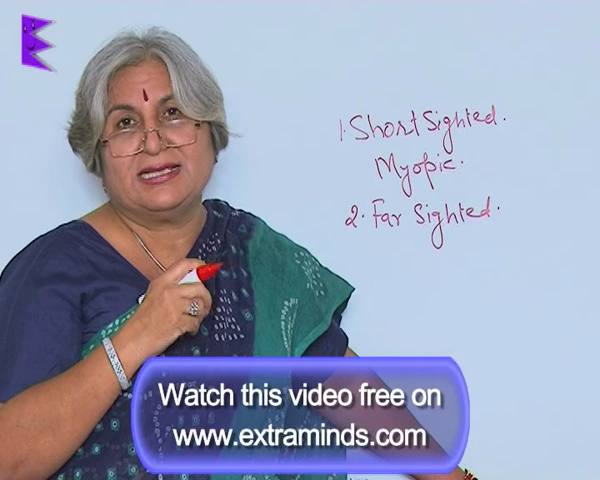 1. Short Sighted.
Myopic.
2. Far Sighted.
Watch this video free on
www.extraminds.com